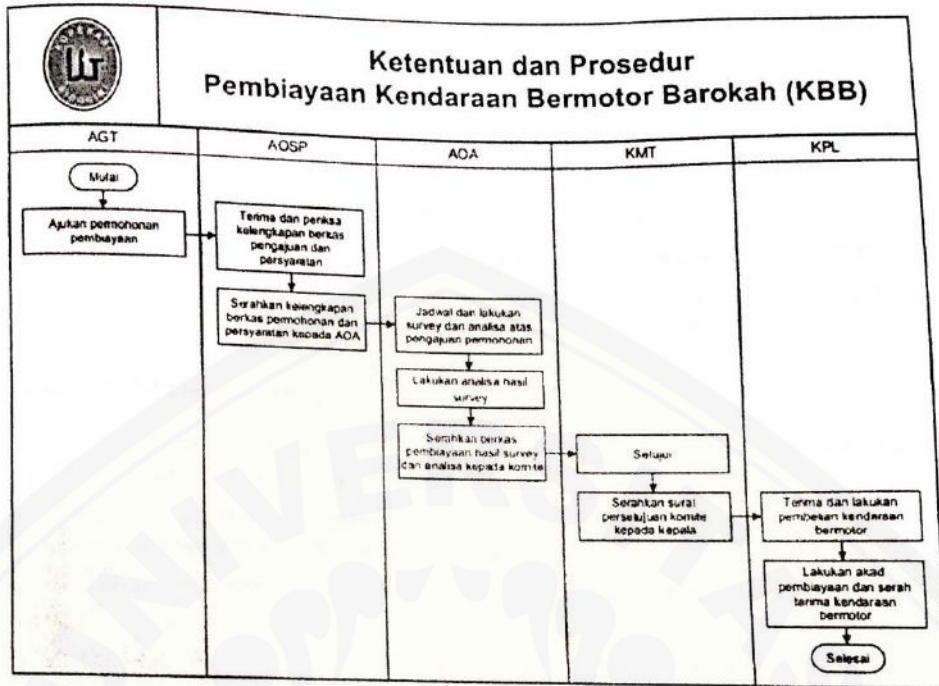 Ketentuan dan Prosedur
Pembiayaan Kendaraan Bermotor Barokah (KBB)
AGT
AOSP
AOA
KMT
KPL
Mulai
Ajukan permohonan
pembiayaan
Terima dan periksa
kelengkapan berkas
pengajuan dan
persyaratan
Serahkan kelengkapan
berkas permohonan dan
persyaratan kepada AOA
Jadwal dan lakukan
survey dan analisa atas
pengajuan permohonan
Lakukan analisa hasil
survey
Serahkan berkas
pembiayaan hasil survey
dan analisa kepada komite
Setujui
Serahkan surat
persetujuan komite
kepada kepala
Terima dan lakukan
pembelian kendaraan
bermotor
Lakukan akad
pembiayaan dan serah
terima kendaraan
bermotor
Selesai